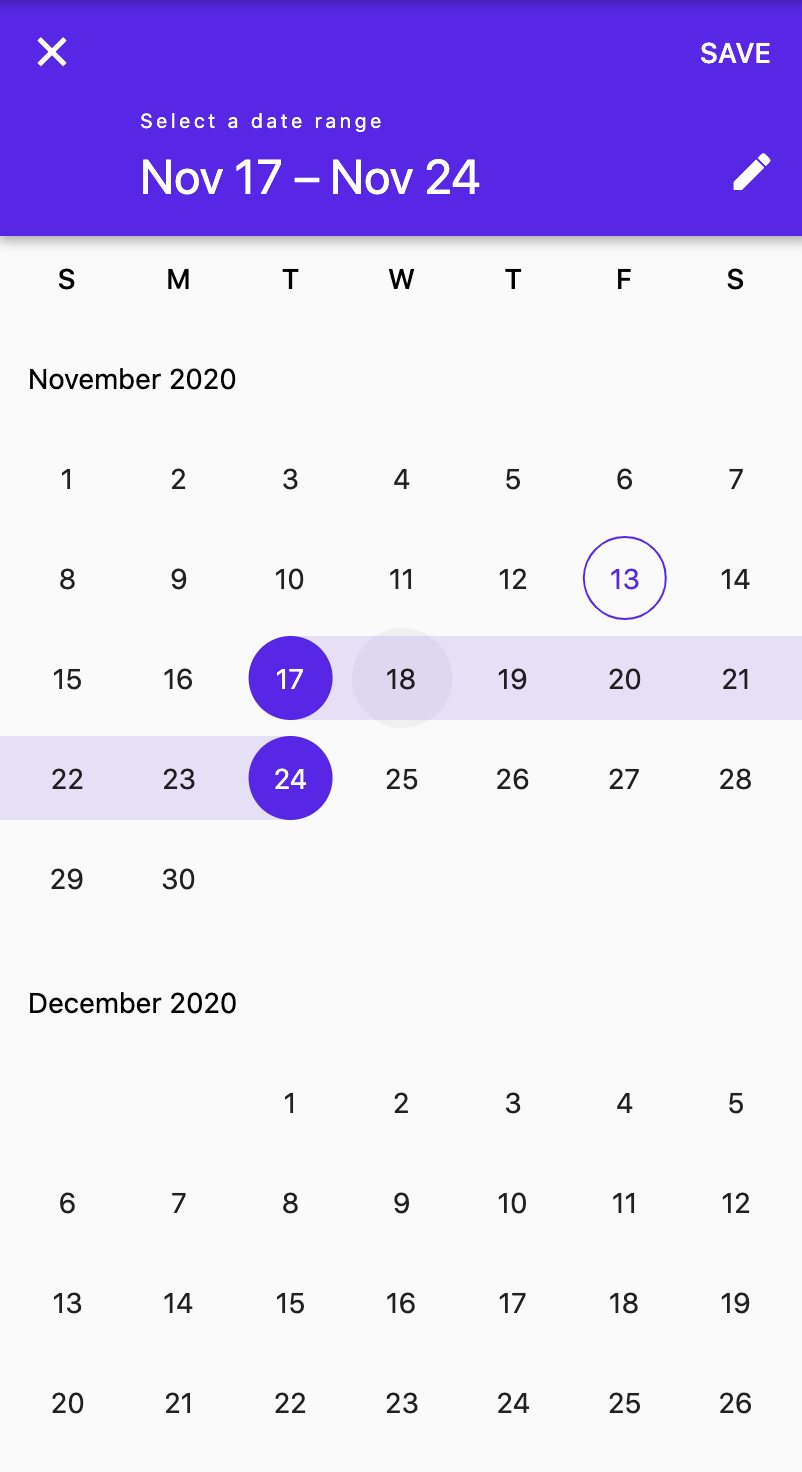 SAVE
Select a date range
Nov 17 – Nov 24
S M T W T F S
November 2020
1 2 3 4 5 6 7
8 9 10 11 12 13 14
15 16 17 18 19 20 21
22 23 24 25 26 27 28
29 30
December 2020
1 2 3 4 5
6 7 8 9 10 11 12
13 14 15 16 17 18 19
20 21 22 23 24 25 26